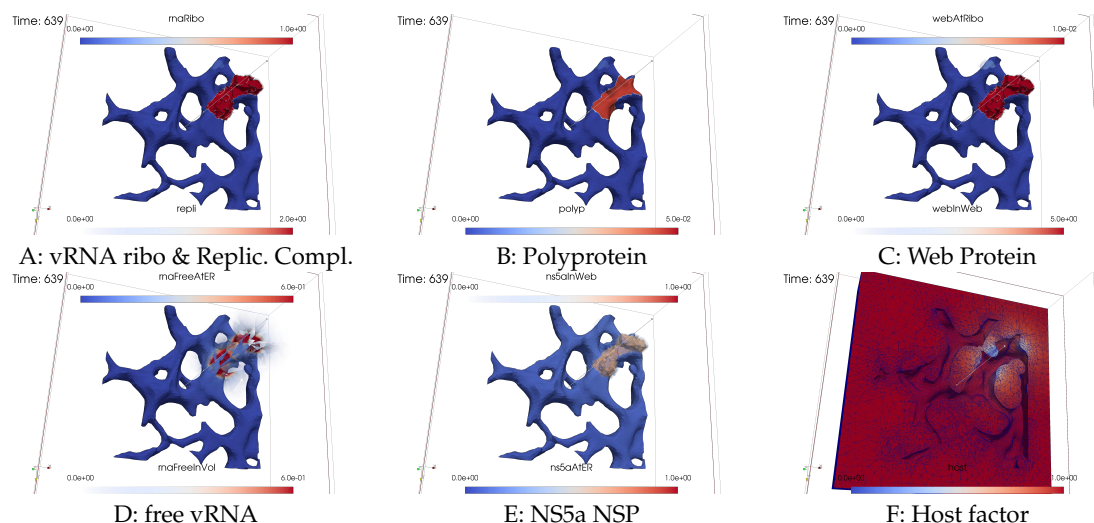 Time: 639
rnaRibo
0.0e+00
1.0e+00
repli
0.0e+00
2.0e+00
A: vRNA ribo & Replic. Compl.
Time: 639
polyp
0.0e+00
5.0e-02
B: Polyprotein
Time: 639
webAtRibo
0.0e+00
1.0e-02
webInWeb
0.0e+00
5.0e+00
C: Web Protein
Time: 639
rnaFreeAtER
0.0e+00
6.0e-01
rnaFreeInVol
0.0e+00
6.0e-01
D: free vRNA
Time: 639
ns5aInWeb
0.0e+00
1.0e+00
ns5aAtER
0.0e+00
1.0e+00
E: NS5a NSP
Time: 639
host
0.0e+00
1.0e+00
F: Host factor